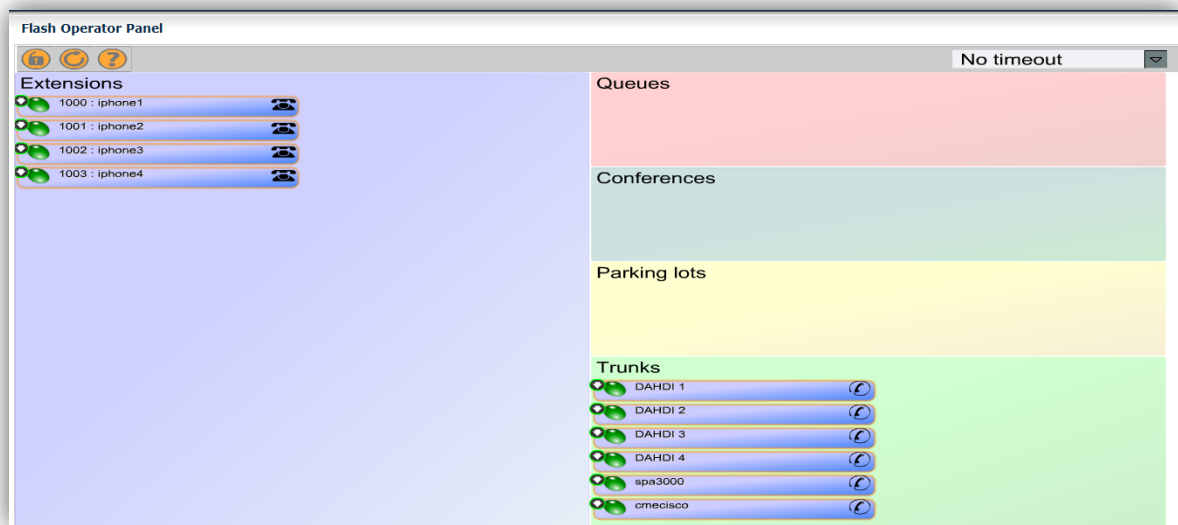 Flash Operator Panel
?
No timeout
Extensions
1000 : iphone1
1001 : iphone2
1002 : iphone3
1003 : iphone4
Queues
Conferences
Parking lots
Trunks
DAHDI 1
DAHDI 2
DAHDI 3
DAHDI 4
spa3000
cmecisco